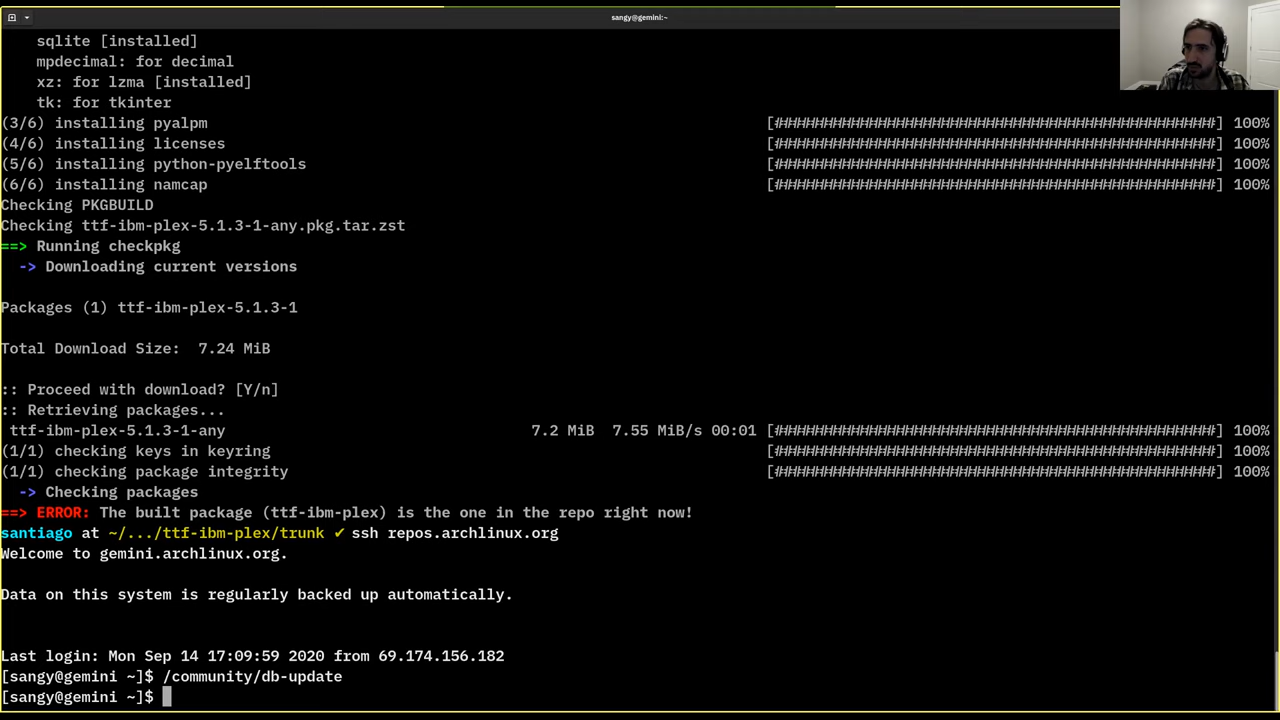 sangy@gemini:~
sqlite [installed]
mpdecimal: for decimal
xz: for lzma [installed]
tk: for tkinter
(3/6) installing pyalpm [###########################################] 100%
(4/6) installing licenses [###########################################] 100%
(5/6) installing python-pyelftools [###########################################] 100%
(6/6) installing namcap [###########################################] 100%
Checking PKGBUILD
Checking ttf-ibm-plex-5.1.3-1-any.pkg.tar.zst
==> Running checkpkg
-> Downloading current versions
Packages (1) ttf-ibm-plex-5.1.3-1
Total Download Size: 7.24 MiB
:: Proceed with download? [Y/n]
:: Retrieving packages...
ttf-ibm-plex-5.1.3-1-any 7.2 MiB 7.55 MiB/s 00:01 [###########################################] 100%
(1/1) checking keys in keyring [###########################################] 100%
(1/1) checking package integrity [###########################################] 100%
-> Checking packages
==> ERROR: The built package (ttf-ibm-plex) is the one in the repo right now!
santiago at ~/.../ttf-ibm-plex/trunk ✔ ssh repos.archlinux.org
Welcome to gemini.archlinux.org.
Data on this system is regularly backed up automatically.
Last login: Mon Sep 14 17:09:59 2020 from 69.174.156.182
[sangy@gemini ~]$ /community/db-update
[sangy@gemini ~]$